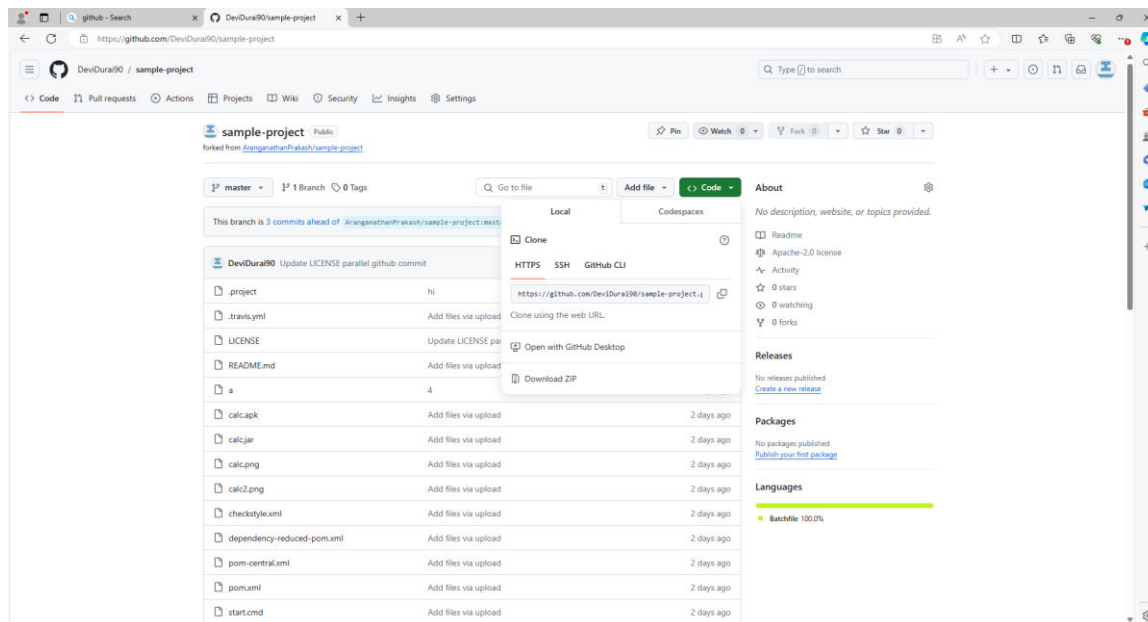 github - Search
DeviDurai90/sample-project
https://github.com/DeviDurai90/sample-project
DeviDurai90 / sample-project
Type / to search
<> Code Pull requests Actions Projects Wiki Security Insights Settings
sample-project Public
forked from AranganathanPrakash/sample-project
Pin Watch 0 Fork 0 Star 0
master 1 Branch 0 Tags Go to file t Add file <> Code
This branch is 3 commits ahead of AranganathanPrakash/sample-project:mast
Local Codespaces
Clone
HTTPS SSH GitHub CLI
https://github.com/DeviDurai90/sample-project.g
Clone using the web URL.
Open with GitHub Desktop
Download ZIP
DeviDurai90 Update LICENSE parallel github commit
.project hi
.travis.yml Add files via upload
LICENSE Update LICENSE pa
README.md Add files via upload
a 4
calc.apk Add files via upload 2 days ago
calc.jar Add files via upload 2 days ago
calc.png Add files via upload 2 days ago
calc2.png Add files via upload 2 days ago
checkstyle.xml Add files via upload 2 days ago
dependency-reduced-pom.xml Add files via upload 2 days ago
pom-central.xml Add files via upload 2 days ago
pom.xml Add files via upload 2 days ago
start.cmd Add files via upload 2 days ago
About
No description, website, or topics provided.
Readme
Apache-2.0 license
Activity
0 stars
0 watching
0 forks
Releases
No releases published
Create a new release
Packages
No packages published
Publish your first package
Languages
Batchfile 100.0%